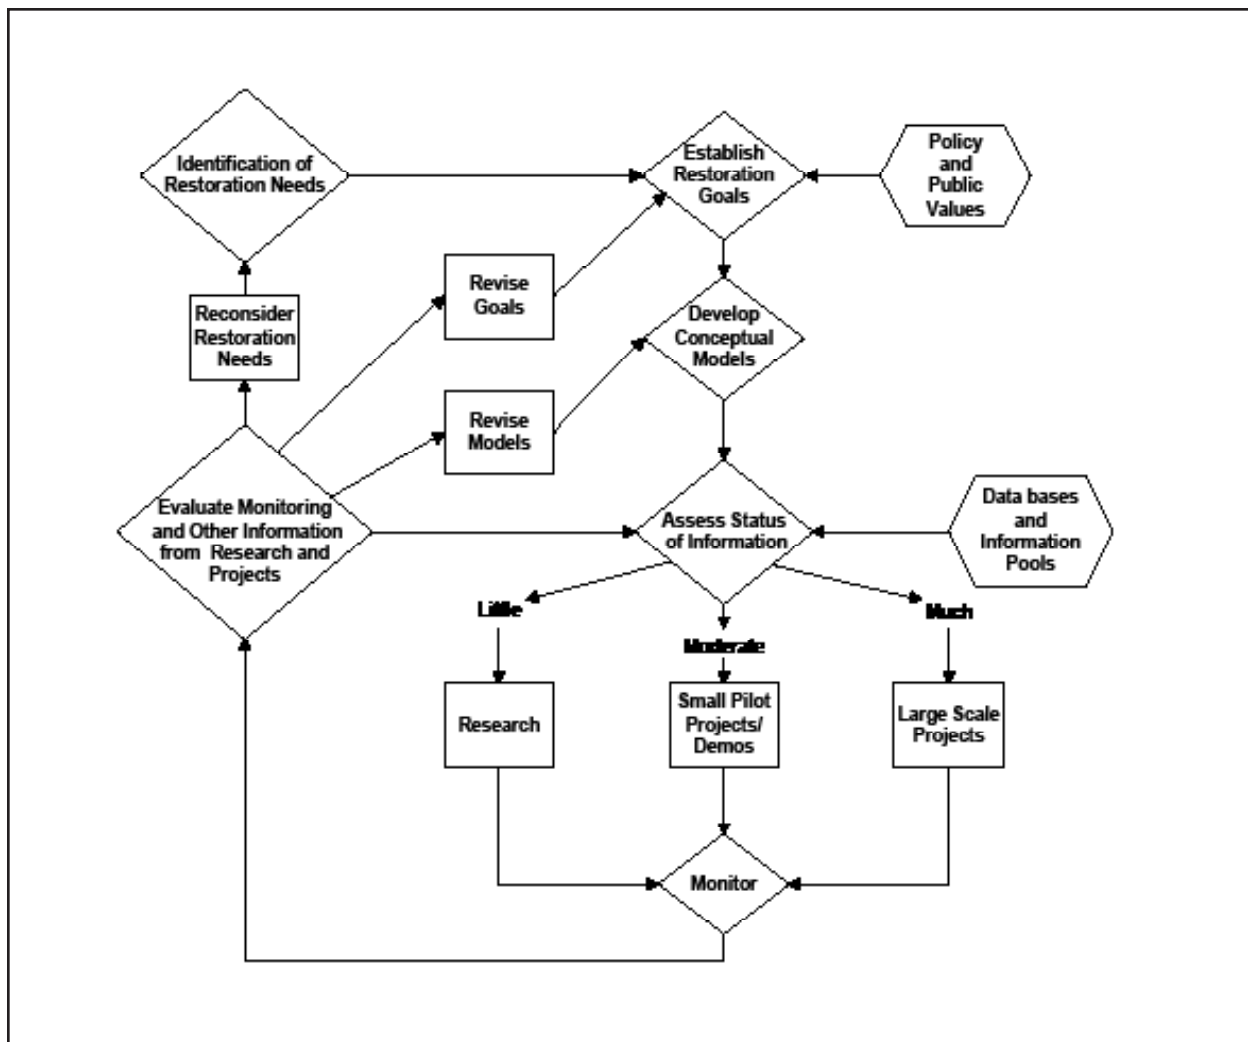 Identification of
Restoration Needs
Establish
Restoration
Goals
Policy
and
Public
Values
Revise
Goals
Reconsider
Restoration
Needs
Develop
Conceptual
Models
Revise
Models
Evaluate Monitoring
and Other Information
from Research and
Projects
Assess Status
of Information
Data bases
and
Information
Pools
Little
Moderate
Much
Research
Small Pilot
Projects/
Demos
Large Scale
Projects
Monitor